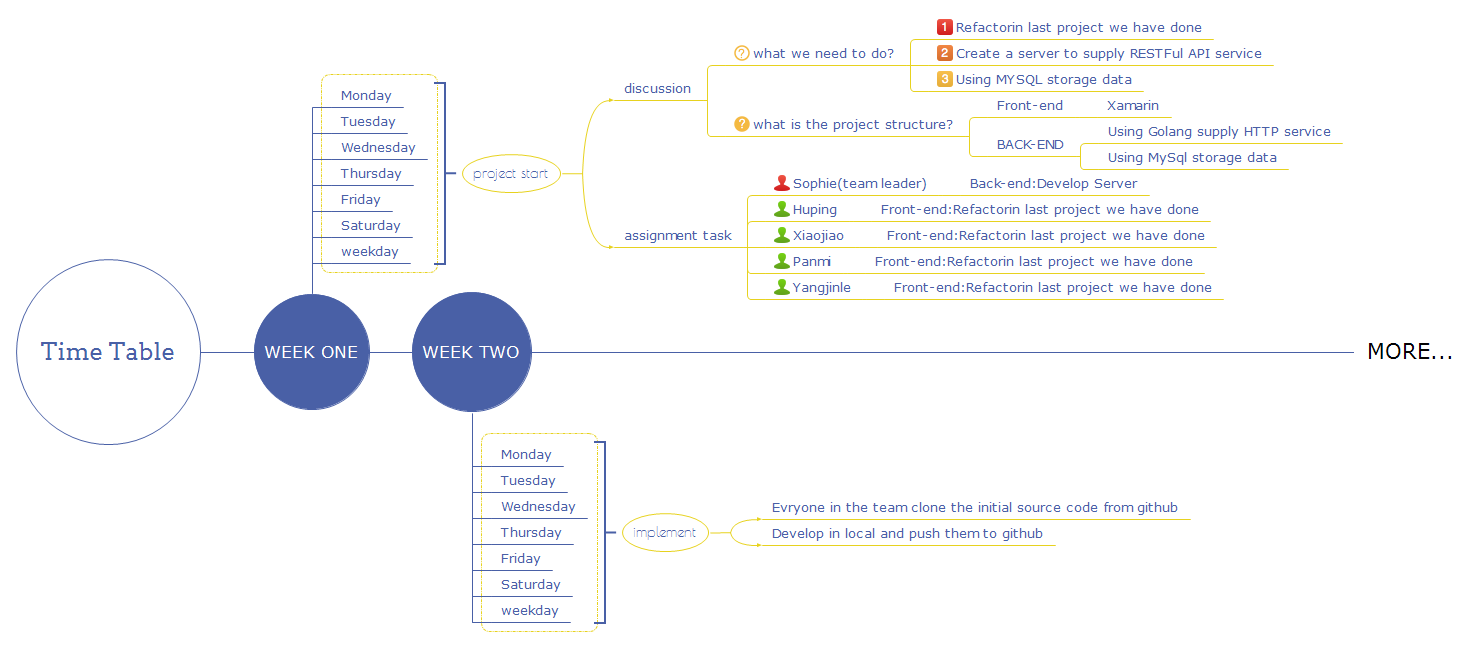 Time Table
WEEK ONE
Monday
Tuesday
Wednesday
Thursday
Friday
Saturday
weekday
project start
discussion
? what we need to do?
1 Refactorin last project we have done
2 Create a server to supply RESTFul API service
3 Using MYSQL storage data
? what is the project structure?
Front-end Xamarin
BACK-END
Using Golang supply HTTP service
Using MySql storage data
assignment task
Sophie(team leader) Back-end:Develop Server
Huping Front-end:Refactorin last project we have done
Xiaojiao Front-end:Refactorin last project we have done
Panmi Front-end:Refactorin last project we have done
Yangjinle Front-end:Refactorin last project we have done
WEEK TWO
Monday
Tuesday
Wednesday
Thursday
Friday
Saturday
weekday
implement
Evryone in the team clone the initial source code from github
Develop in local and push them to github
MORE...